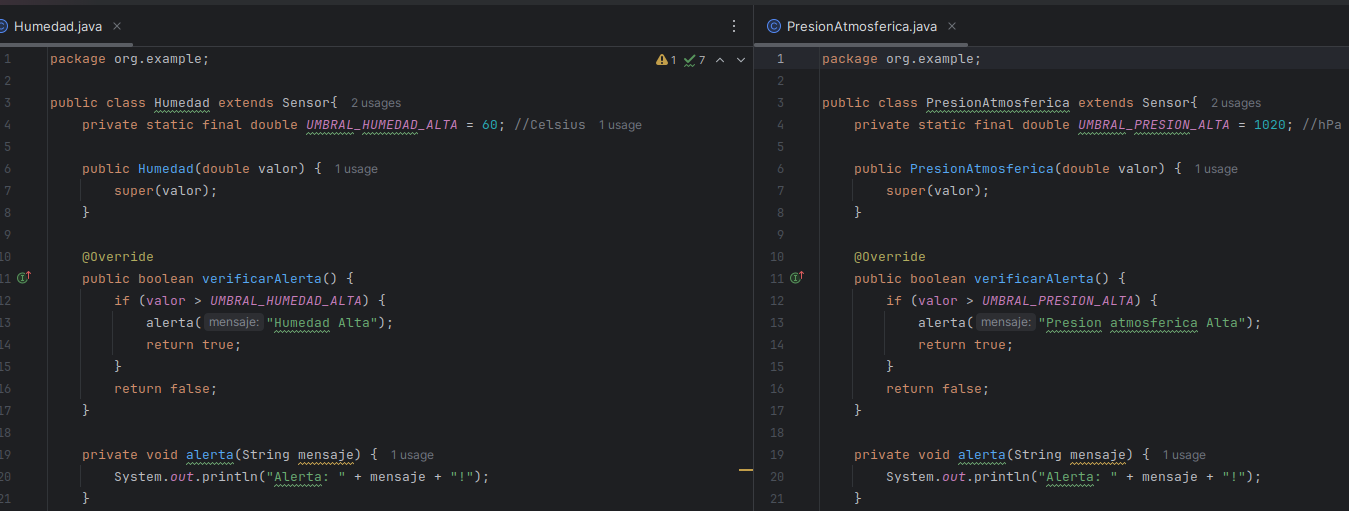 Humedad.java
1 package org.example;
1 7
2
3 public class Humedad extends Sensor{ 2 usages
4 private static final double UMBRAL_HUMEDAD_ALTA = 60; //Celsius 1 usage
5
6 public Humedad(double valor) { 1 usage
7 super(valor);
8 }
9
10 @Override
11 public boolean verificarAlerta() {
12 if (valor > UMBRAL_HUMEDAD_ALTA) {
13 alerta( mensaje: "Humedad Alta");
14 return true;
15 }
16 return false;
17 }
18
19 private void alerta(String mensaje) { 1 usage
20 System.out.println("Alerta: " + mensaje + "!");
21 }
PresionAtmosferica.java
1 package org.example;
2
3 public class PresionAtmosferica extends Sensor{ 2 usages
4 private static final double UMBRAL_PRESION_ALTA = 1020; //hPa
5
6 public PresionAtmosferica(double valor) { 1 usage
7 super(valor);
8 }
9
10 @Override
11 public boolean verificarAlerta() {
12 if (valor > UMBRAL_PRESION_ALTA) {
13 alerta( mensaje: "Presion atmosferica Alta");
14 return true;
15 }
16 return false;
17 }
18
19 private void alerta(String mensaje) { 1 usage
20 System.out.println("Alerta: " + mensaje + "!");
21 }